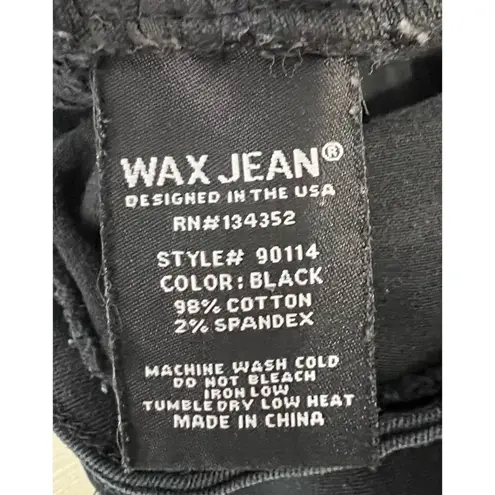 WAX JEAN®
DESIGNED IN THE USA
RN#134352
STYLE# 90114
COLOR: BLACK
98% COTTON
2% SPANDEX
MACHINE WASH COLD
DO NOT BLEACH
IRON LOW
TUMBLE DRY LOW HEAT
MADE IN CHINA